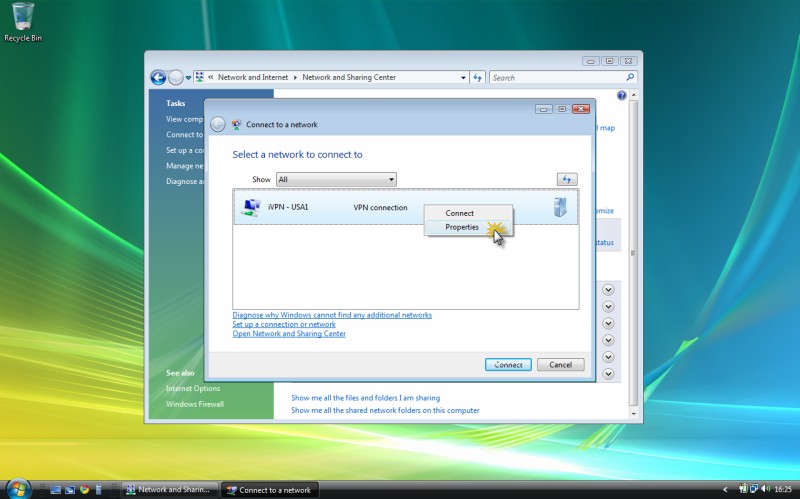 Recycle Bin
« Network and Internet ▸ Network and Sharing Center
Search
Tasks
View comp
Connect to
Set up a co
Manage ne
Diagnose a
l map
omize
status
Connect to a network
Select a network to connect to
Show All
iVPN - USA1 VPN connection
Connect
Properties
Diagnose why Windows cannot find any additional networks
Set up a connection or network
Open Network and Sharing Center
Connect Cancel
See also
Internet Options
Windows Firewall
Show me all the files and folders I am sharing
Show me all the shared network folders on this computer
Network and Sharin...
Connect to a network
16:25